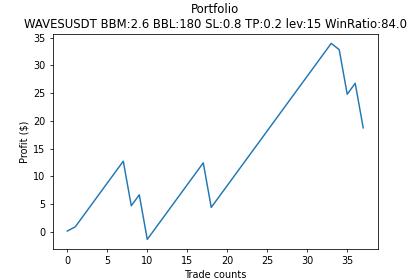 Portfolio
WAVESUSDT BBM:2.6 BBL:180 SL:0.8 TP:0.2 lev:15 WinRatio:84.0
35
30
25
20
15
10
5
0
Profit ($)
0 5 10 15 20 25 30 35
Trade counts